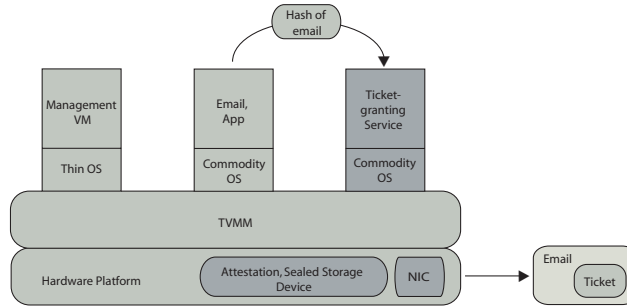 Hash of
email
Management
VM
Email,
App
Ticket-
granting
Service
Thin OS
Commodity
OS
Commodity
OS
TVMM
Hardware Platform
Attestation, Sealed Storage
Device
NIC
Email
Ticket